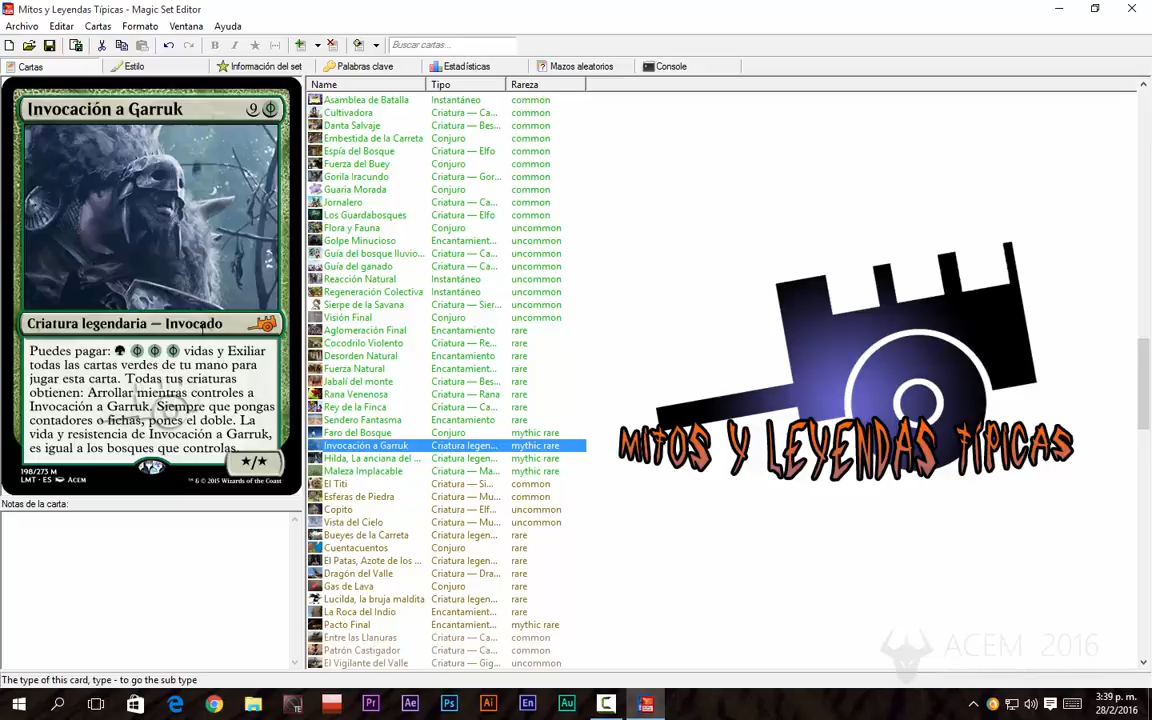 Mitos y Leyendas Típicas - Magic Set Editor
Archivo Editar Cartas Formato Ventana Ayuda
B I Buscar cartas...
Cartas Estilo Información del set Palabras clave Estadísticas Mazos aleatorios Console
Invocación a Garruk 9
Criatura legendaria — Invocado
Puedes pagar: vidas y Exiliar
todas las cartas verdes de tu mano para
jugar esta carta. Todas tus criaturas
obtienen: Arrollar mientras controles a
Invocación a Garruk. Siempre que pongas
contadores o fichas, pones el doble. La
vida y resistencia de Invocación a Garruk,
es igual a los bosques que controlas.
★/★
198/273 M
LMT · ES Acem ™ & © 2015 Wizards of the Coast
Notas de la carta:
Name Tipo Rareza
Asamblea de Batalla Instantáneo common
Cultivadora Criatura — Ca... common
Danta Salvaje Criatura — Bes... common
Embestida de la Carreta Conjuro common
Espía del Bosque Criatura — Elfo common
Fuerza del Buey Conjuro common
Gorila Iracundo Criatura — Gor... common
Guaria Morada Conjuro common
Jornalero Criatura — Ca... common
Los Guardabosques Criatura — Elfo common
Flora y Fauna Conjuro uncommon
Golpe Minucioso Encantamient... uncommon
Guía del bosque lluvio... Criatura — Ca... uncommon
Guía del ganado Criatura — Ca... uncommon
Reacción Natural Instantáneo uncommon
Regeneración Colectiva Instantáneo uncommon
Sierpe de la Savana Criatura — Sier... uncommon
Visión Final Conjuro uncommon
Aglomeración Final Encantamiento rare
Cocodrilo Violento Criatura — Re... rare
Desorden Natural Encantamient... rare
Fuerza Natural Encantamient... rare
Jabalí del monte Criatura — Bes... rare
Rana Venenosa Criatura — Rana rare
Rey de la Finca Criatura — Ca... rare
Sendero Fantasma Encantamiento rare
Faro del Bosque Conjuro mythic rare
Invocación a Garruk Criatura legen... mythic rare
Hilda, La anciana del ... Criatura legen... mythic rare
Maleza Implacable Criatura — Ma... mythic rare
El Titi Criatura — Si... common
Esferas de Piedra Criatura — Mu... common
Copito Criatura — Elf... uncommon
Vista del Cielo Criatura — Mu... uncommon
Bueyes de la Carreta Criatura legen... rare
Cuentacuentos Conjuro rare
El Patas, Azote de los ... Criatura legen... rare
Dragón del Valle Criatura — Dra... rare
Gas de Lava Conjuro rare
Lucilda, la bruja maldita Criatura legen... rare
La Roca del Indio Encantamient... rare
Pacto Final Encantamient... mythic rare
Entre las Llanuras Criatura — Ca... common
Patrón Castigador Criatura — Ca... common
El Vigilante del Valle Criatura — Gig... uncommon
MITOS Y LEYENDAS TIPICAS
ACEM 2016
The type of this card, type - to go the sub type
TE Pr Ae Ps Ai En Au
3:39 p. m.
28/2/2016